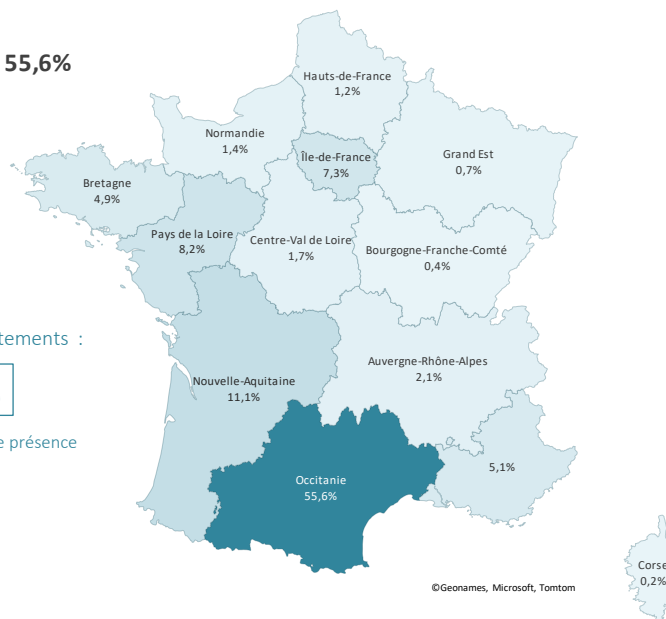 55,6%
Hauts-de-France
1,2%
Normandie
1,4%
Île-de-France
7,3%
Grand Est
0,7%
Bretagne
4,9%
Pays de la Loire
8,2%
Centre-Val de Loire
1,7%
Bourgogne-Franche-Comté
0,4%
tements :
Auvergne-Rhône-Alpes
2,1%
Nouvelle-Aquitaine
11,1%
e présence
5,1%
Occitanie
55,6%
Corse
0,2%
©Geonames, Microsoft, Tomtom